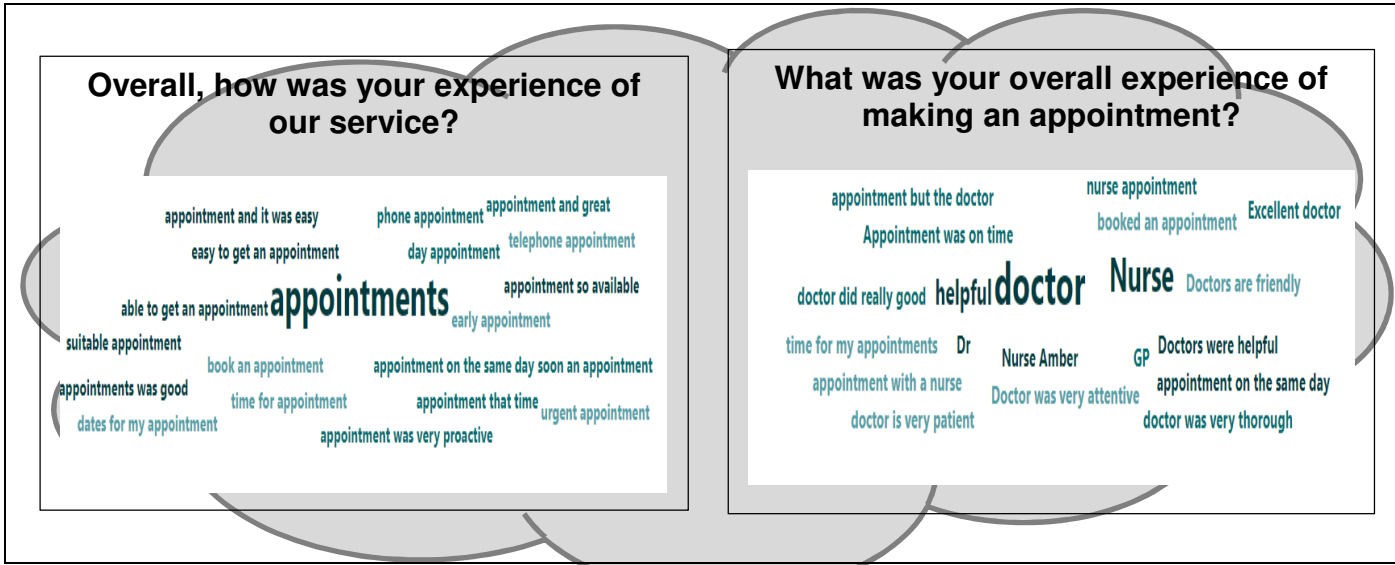 Overall, how was your experience of
our service?
appointment and it was easy
phone appointment
appointment and great
easy to get an appointment
day appointment
telephone appointment
able to get an appointment
appointments
appointment so available
early appointment
suitable appointment
book an appointment
appointment on the same day soon an appointment
appointments was good
time for appointment
appointment that time
urgent appointment
dates for my appointment
appointment was very proactive
What was your overall experience of
making an appointment?
appointment but the doctor
nurse appointment
booked an appointment
Excellent doctor
Appointment was on time
doctor did really good
helpful
doctor
Nurse
Doctors are friendly
time for my appointments
Dr
Nurse Amber
GP
Doctors were helpful
appointment with a nurse
Doctor was very attentive
appointment on the same day
doctor is very patient
doctor was very thorough